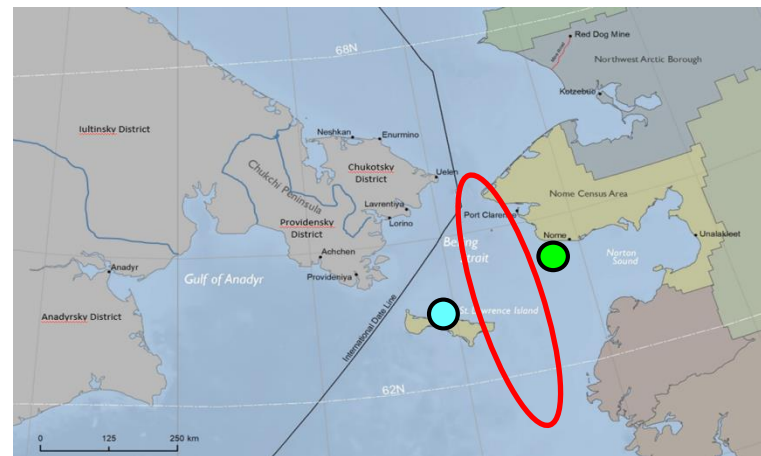 68N
Red Dog Mine
Northwest Arctic Borough
Kotzebue
Iultinsky District
Neshkan
Enurmino
Chukotsky
District
Uelen
Chukchi Peninsula
Nome Census Area
Lavrentiya
Lorino
Port Clarence
Providensky
District
Nome
Unalakleet
Bering
Strait
Norton
Sound
Achchen
Anadyr
Gulf of Anadyr
Provideniya
Anadyrsky District
St. Lawrence Island
International Date Line
62N
0 125 250 km